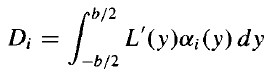 D_i = \int_{-b/2}^{b/2} L'(y) \alpha_i(y) dy